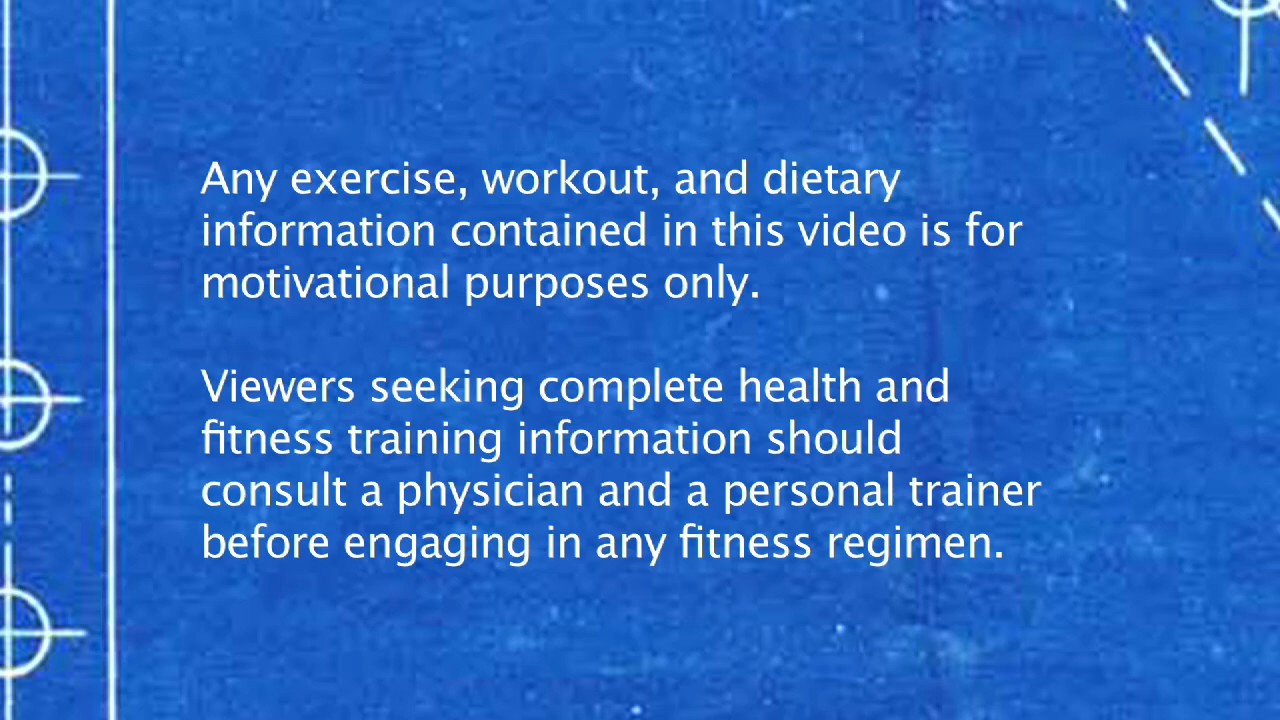 Any exercise, workout, and dietary
information contained in this video is for
motivational purposes only.
Viewers seeking complete health and
fitness training information should
consult a physician and a personal trainer
before engaging in any fitness regimen.